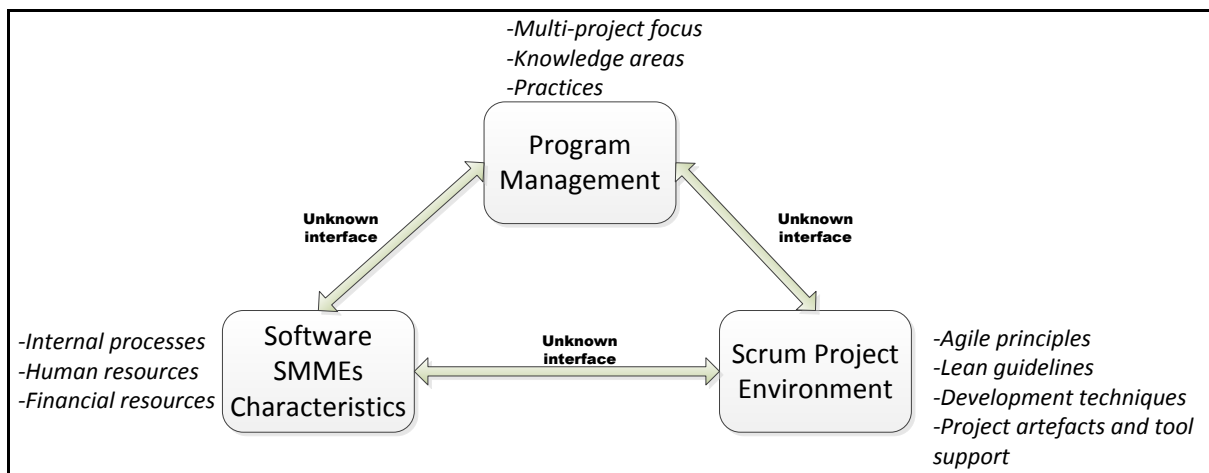 -Multi-project focus
-Knowledge areas
-Practices
Program
Management
Unknown
interface
Unknown
interface
-Internal processes
-Human resources
-Financial resources
Software
SMMEs
Characteristics
Unknown
interface
Scrum Project
Environment
-Agile principles
-Lean guidelines
-Development techniques
-Project artefacts and tool
support